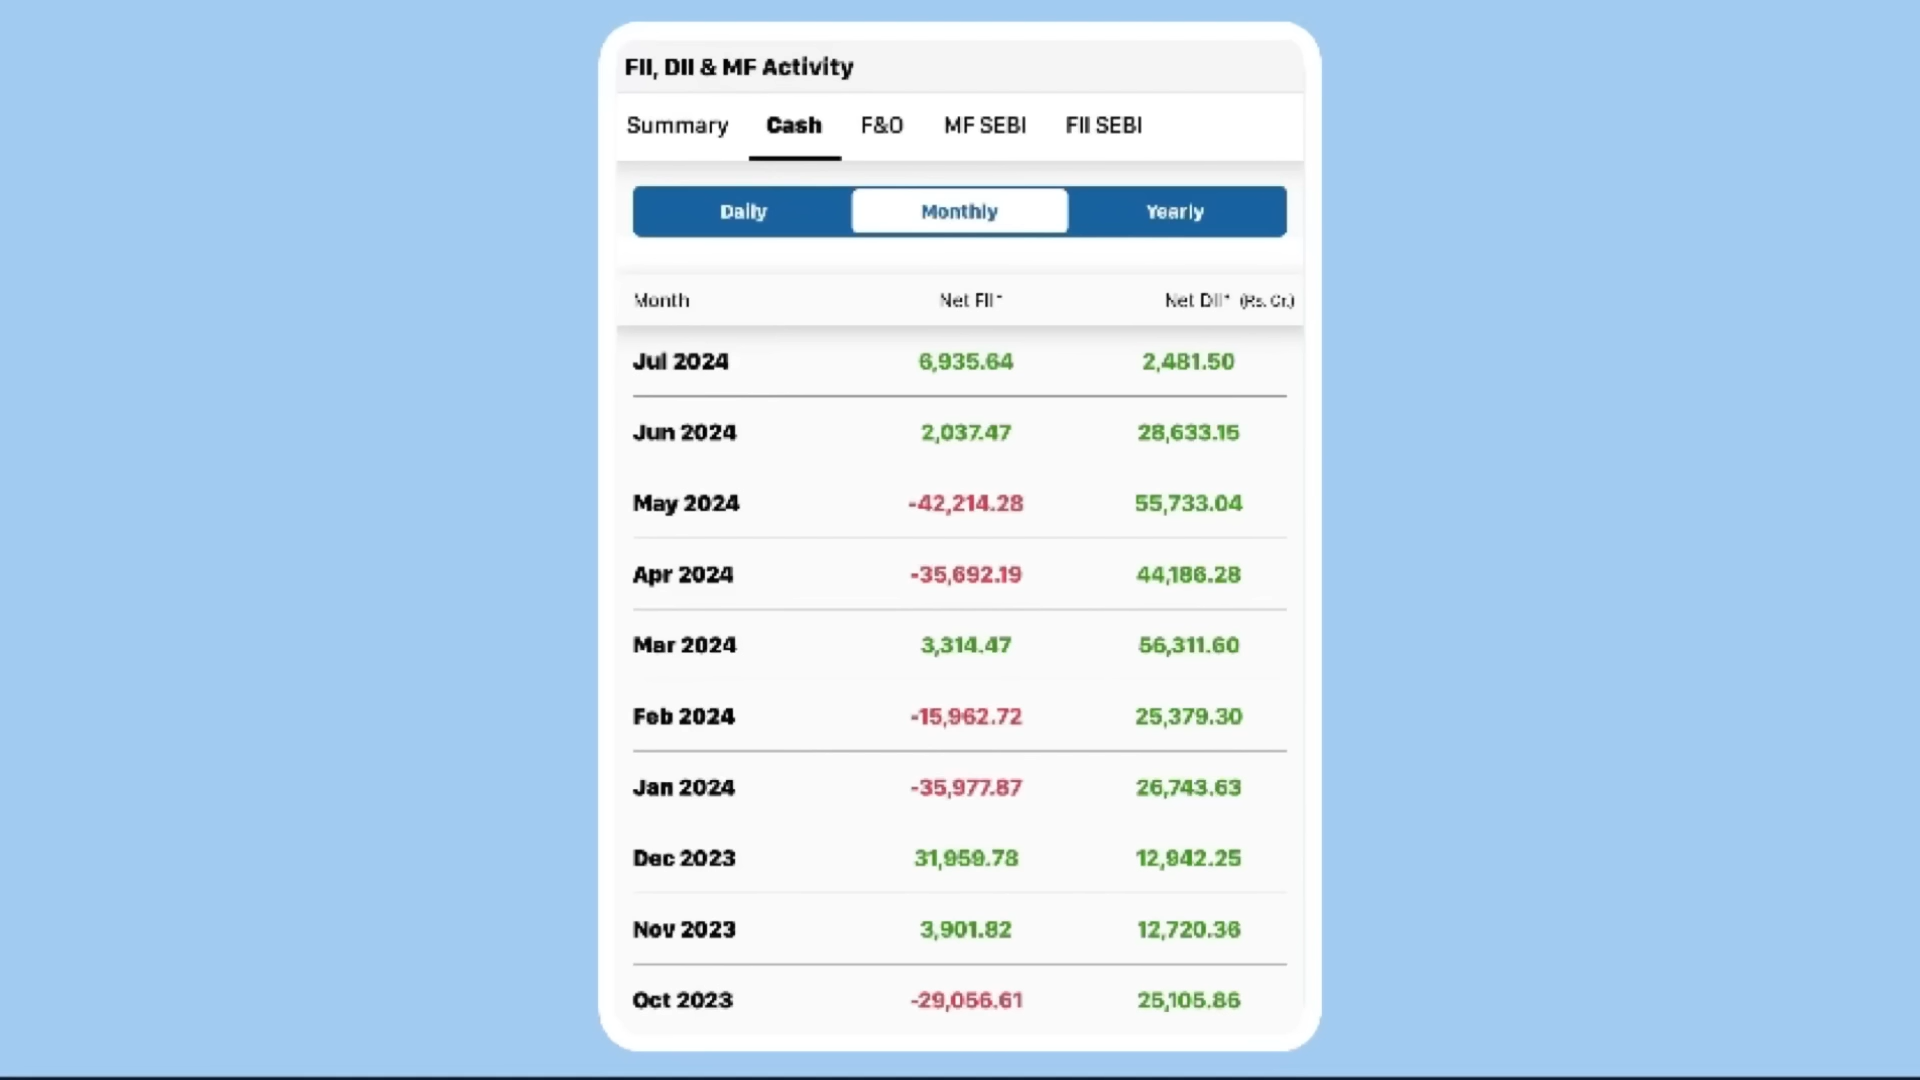 FII, DII & MF Activity
Summary Cash F&O MF SEBI FII SEBI
Daily Monthly Yearly
Month Net FII* Net DII* (Rs. Cr.)
Jul 2024 6,935.64 2,481.50
Jun 2024 2,037.47 28,633.15
May 2024 -42,214.28 55,733.04
Apr 2024 -35,692.19 44,186.28
Mar 2024 3,314.47 56,311.60
Feb 2024 -15,962.72 25,379.30
Jan 2024 -35,977.87 26,743.63
Dec 2023 31,959.78 12,942.25
Nov 2023 3,901.82 12,720.36
Oct 2023 -29,056.61 25,105.86